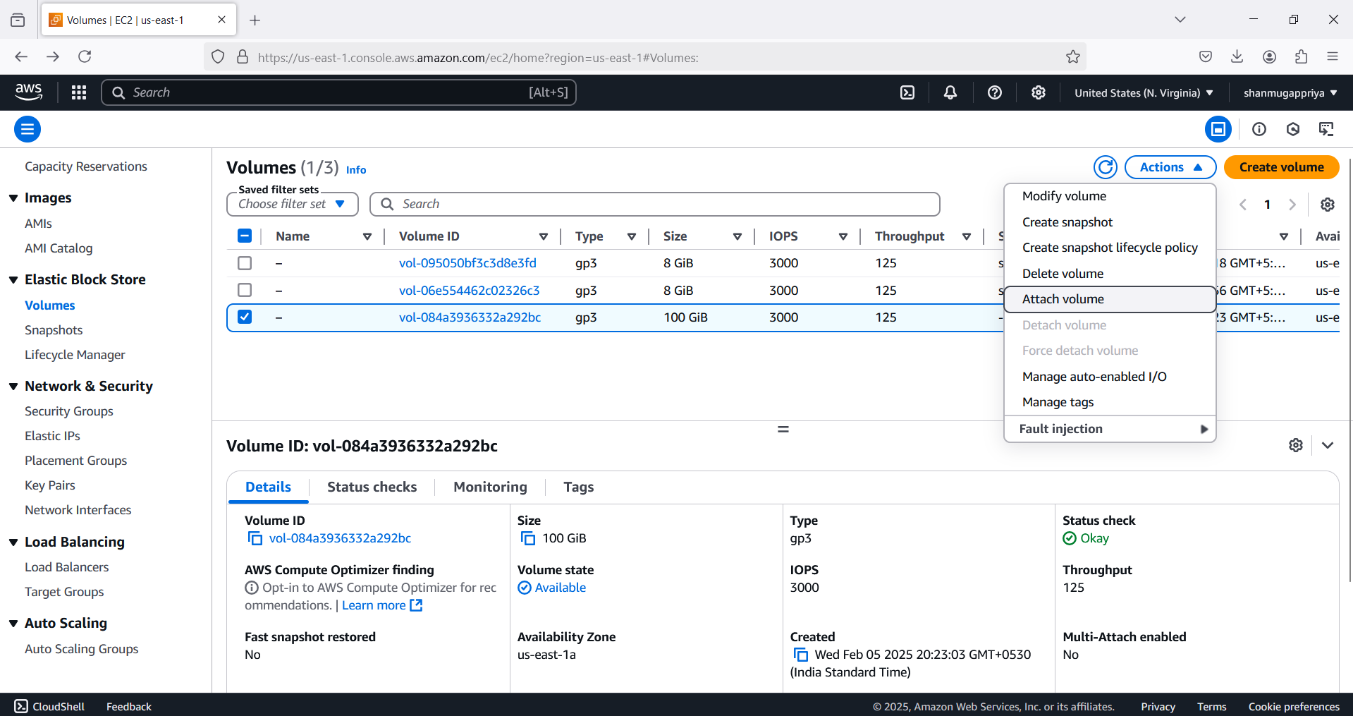 Volumes | EC2 | us-east-1
https://us-east-1.console.aws.amazon.com/ec2/home?region=us-east-1#Volumes:
aws
Search [Alt+S]
United States (N. Virginia)
shanmugappriya
Capacity Reservations
Images
AMIs
AMI Catalog
Elastic Block Store
Volumes
Snapshots
Lifecycle Manager
Network & Security
Security Groups
Elastic IPs
Placement Groups
Key Pairs
Network Interfaces
Load Balancing
Load Balancers
Target Groups
Auto Scaling
Auto Scaling Groups
Volumes (1/3) Info
Actions
Create volume
Saved filter sets
Choose filter set
Search
1
Name Volume ID Type Size IOPS Throughput S Avai
– vol-095050bf3c3d8e3fd gp3 8 GiB 3000 125 s 18 GMT+5:... us-e
– vol-06e554462c02326c3 gp3 8 GiB 3000 125 s 56 GMT+5:... us-e
– vol-084a3936332a292bc gp3 100 GiB 3000 125 – 23 GMT+5:... us-e
Modify volume
Create snapshot
Create snapshot lifecycle policy
Delete volume
Attach volume
Detach volume
Force detach volume
Manage auto-enabled I/O
Manage tags
Fault injection
Volume ID: vol-084a3936332a292bc
Details Status checks Monitoring Tags
Volume ID
vol-084a3936332a292bc
Size
100 GiB
Type
gp3
Status check
Okay
AWS Compute Optimizer finding
Opt-in to AWS Compute Optimizer for rec
ommendations. | Learn more
Volume state
Available
IOPS
3000
Throughput
125
Fast snapshot restored
No
Availability Zone
us-east-1a
Created
Wed Feb 05 2025 20:23:03 GMT+0530
(India Standard Time)
Multi-Attach enabled
No
CloudShell Feedback
© 2025, Amazon Web Services, Inc. or its affiliates. Privacy Terms Cookie preferences